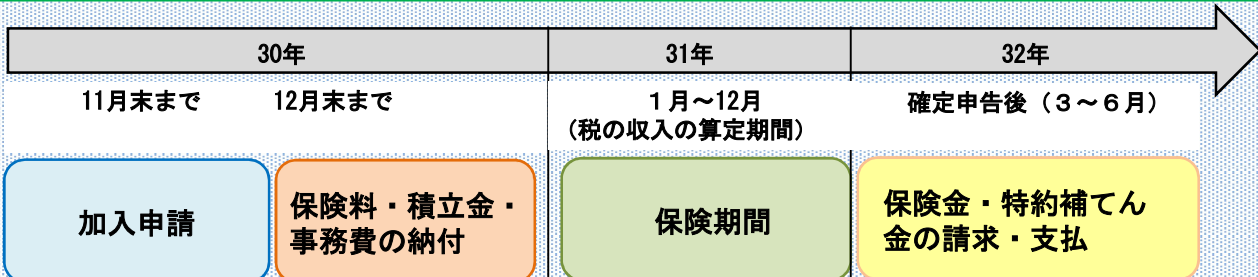 30年
31年
32年
11月末まで
12月末まで
１月～12月
（税の収入の算定期間）
確定申告後（３～６月）
加入申請
保険料・積立金・
事務費の納付
保険期間
保険金・特約補てん
金の請求・支払